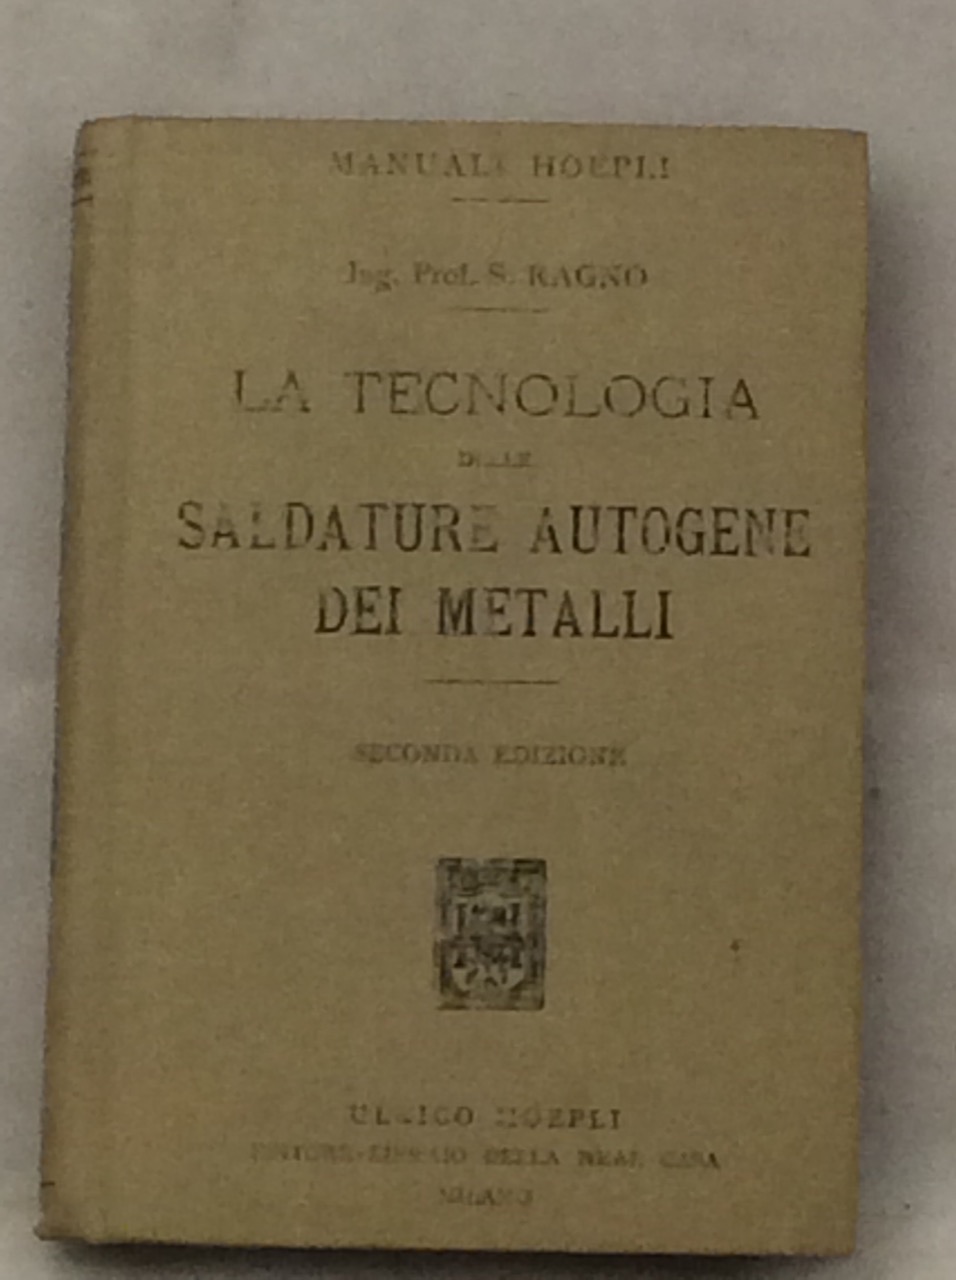 MANUALI HOEPLI
Ing. Prof. S. RAGNO
LA TECNOLOGIA
DELLE
SALDATURE AUTOGENE
DEI METALLI
SECONDA EDIZIONE
ULRICO HOEPLI
EDITORE-LIBRAIO DELLA REAL CASA
MILANO